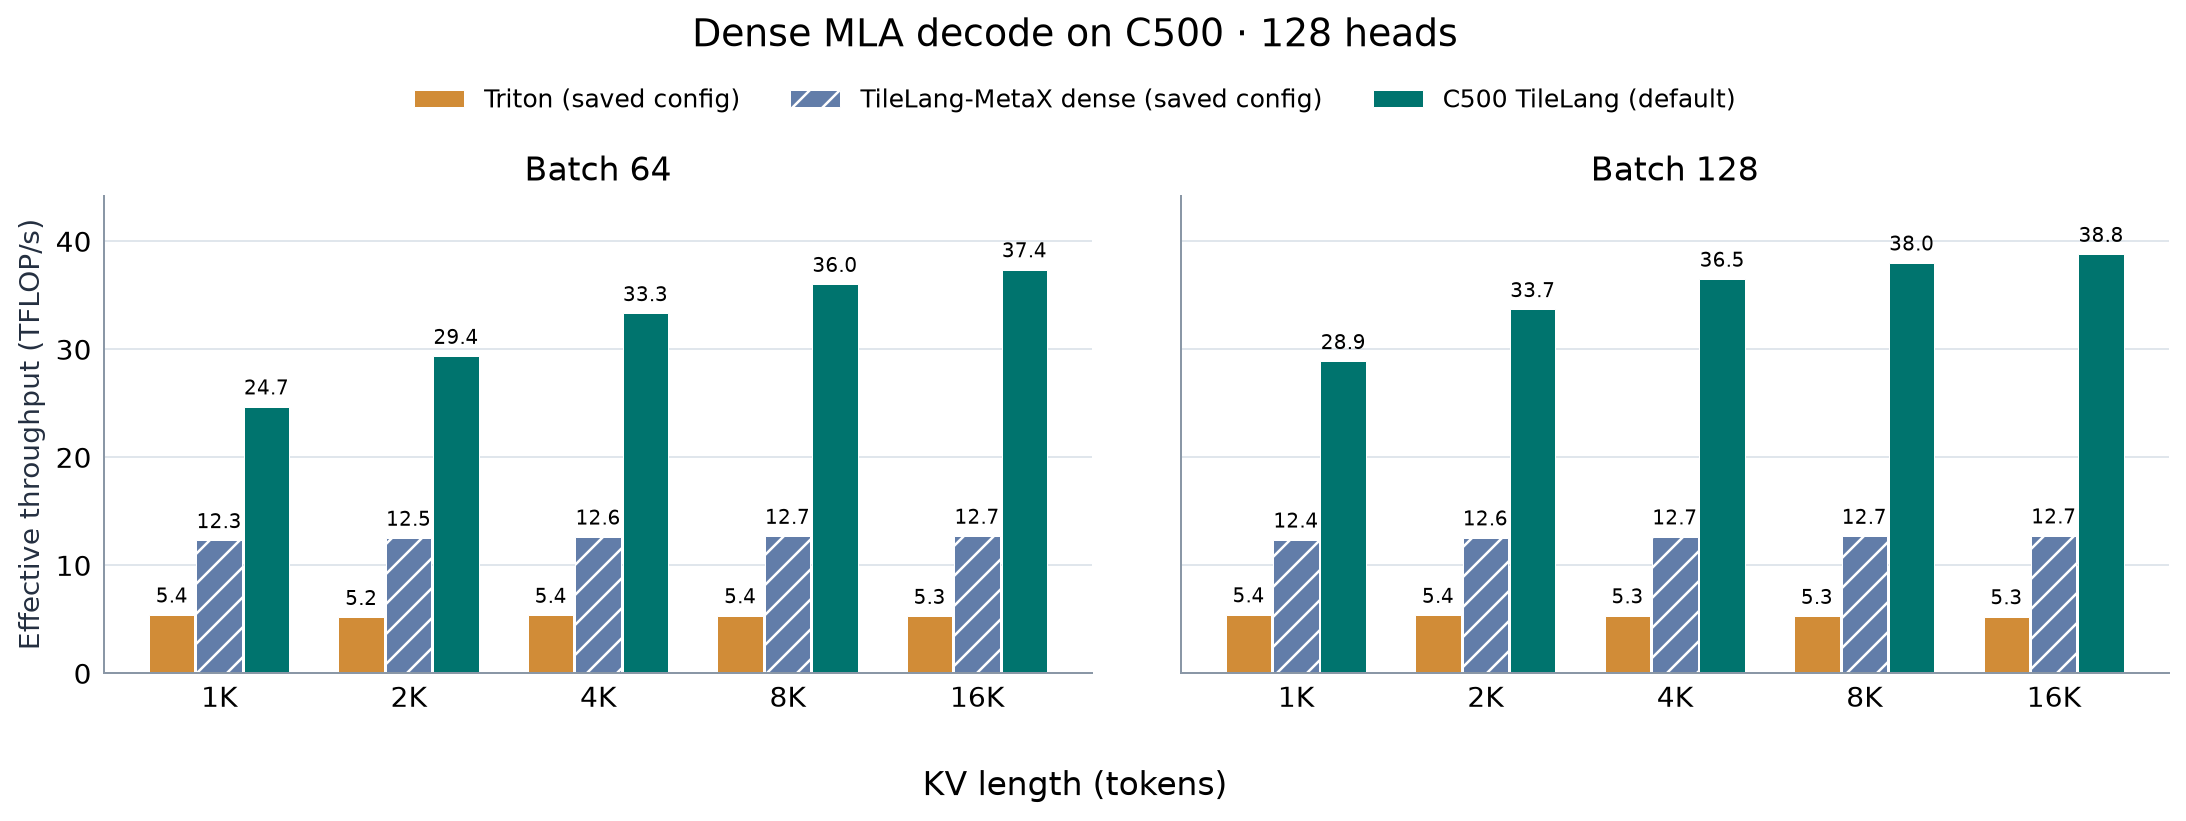 Dense MLA decode on C500 · 128 heads
Triton (saved config) TileLang-MetaX dense (saved config) C500 TileLang (default)
Batch 64
Effective throughput (TFLOP/s)
40
30
20
10
0
5.4 12.3 24.7
5.2 12.5 29.4
5.4 12.6 33.3
5.4 12.7 36.0
5.3 12.7 37.4
1K 2K 4K 8K 16K
Batch 128
5.4 12.4 28.9
5.4 12.6 33.7
5.3 12.7 36.5
5.3 12.7 38.0
5.3 12.7 38.8
1K 2K 4K 8K 16K
KV length (tokens)